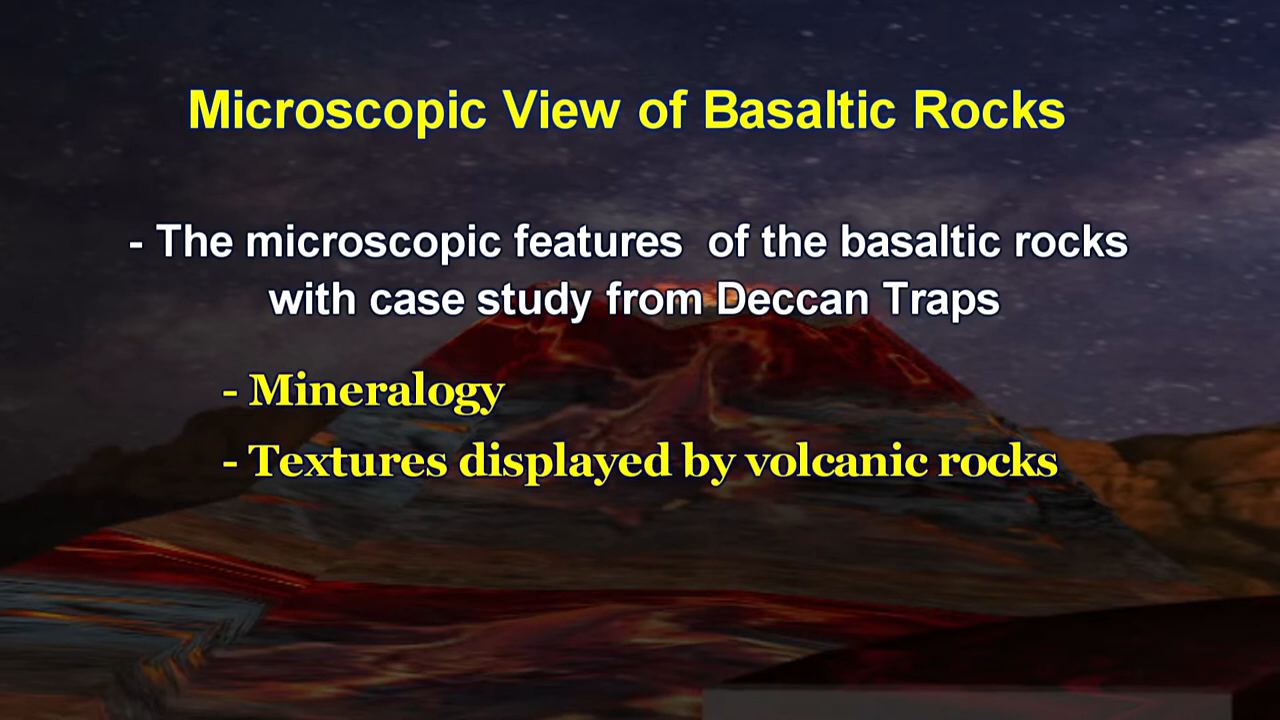 Microscopic View of Basaltic Rocks
- The microscopic features of the basaltic rocks
with case study from Deccan Traps
- Mineralogy
- Textures displayed by volcanic rocks